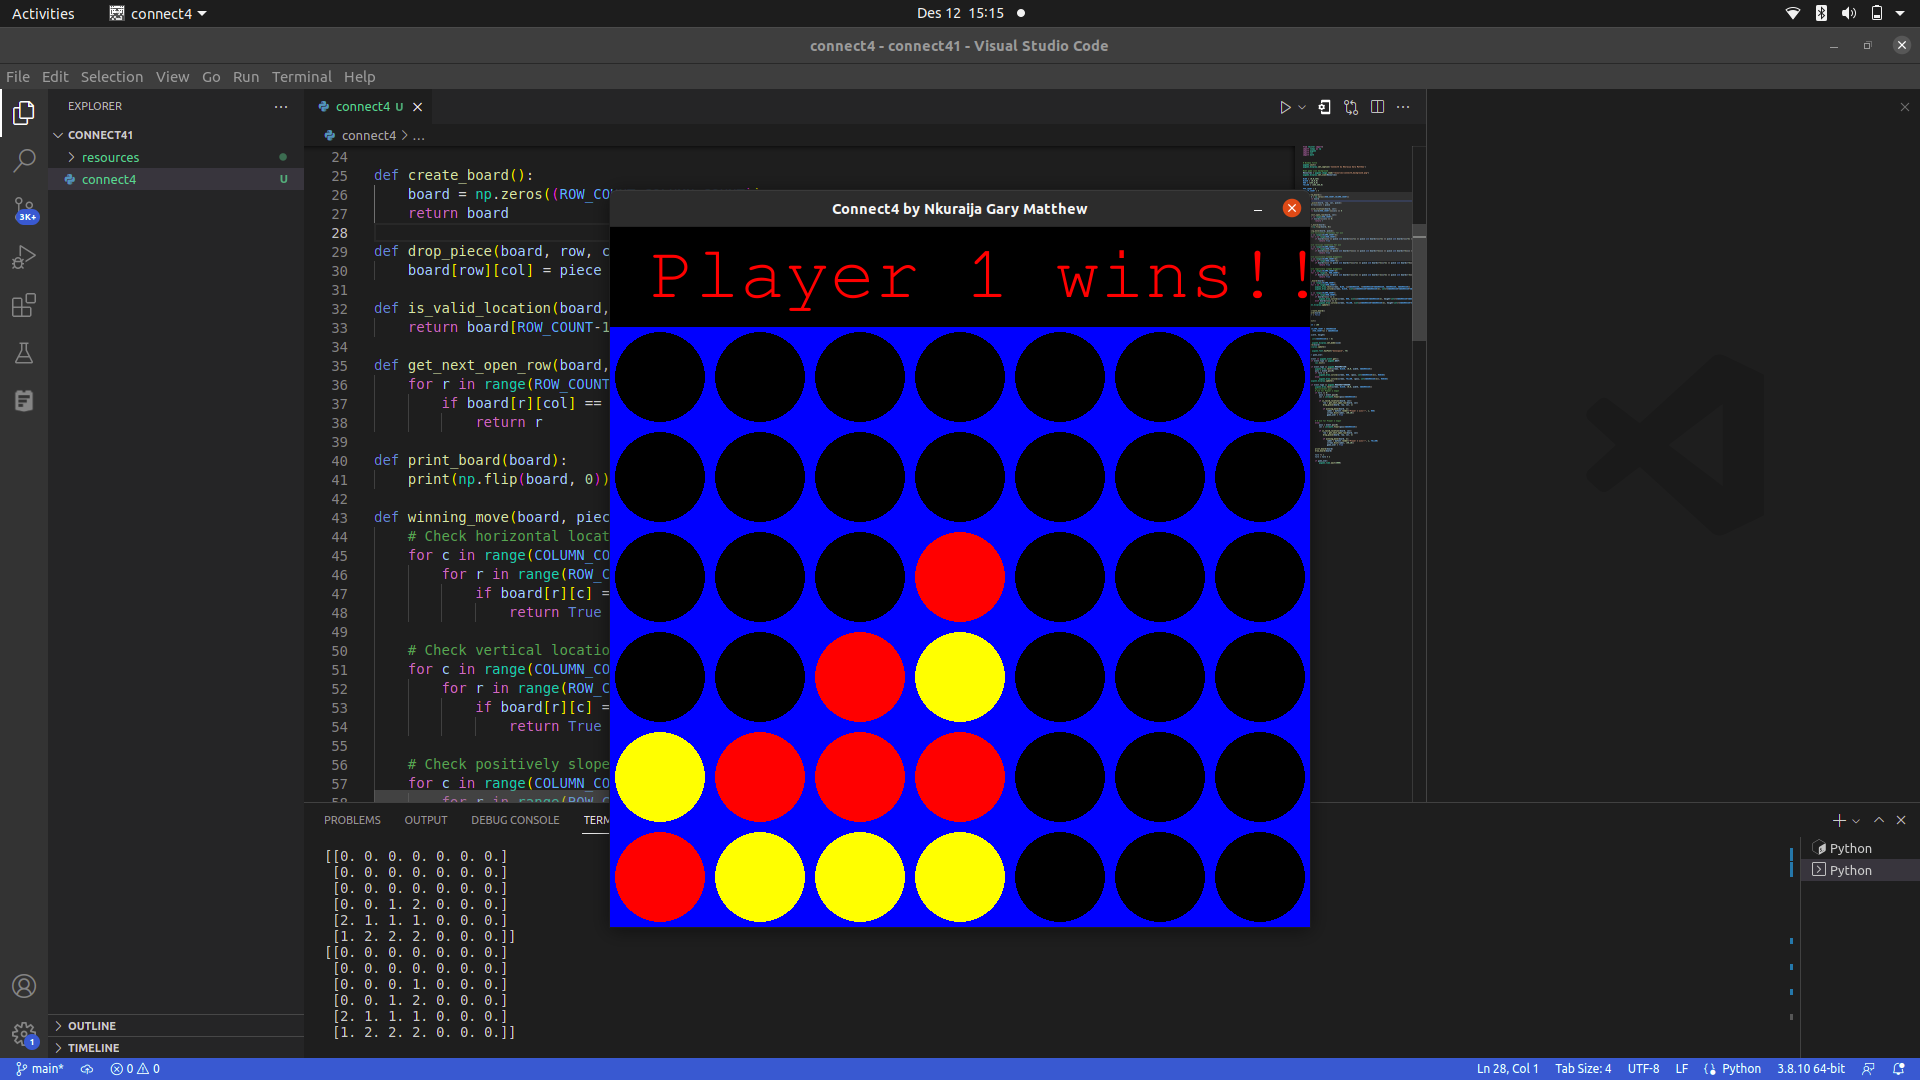 Activities
connect4
Des 12 15:15
connect4 - connect41 - Visual Studio Code
File Edit Selection View Go Run Terminal Help
EXPLORER
CONNECT41
resources
connect4 U
OUTLINE
TIMELINE
connect4 U
connect4 > ...
24
25 def create_board():
26 board = np.zeros((ROW_CO
27 return board
28
29 def drop_piece(board, row, c
30 board[row][col] = piece
31
32 def is_valid_location(board,
33 return board[ROW_COUNT-1
34
35 def get_next_open_row(board,
36 for r in range(ROW_COUNT
37 if board[r][col] ==
38 return r
39
40 def print_board(board):
41 print(np.flip(board, 0))
42
43 def winning_move(board, piec
44 # Check horizontal locat
45 for c in range(COLUMN_CO
46 for r in range(ROW_C
47 if board[r][c] =
48 return True
49
50 # Check vertical locatio
51 for c in range(COLUMN_CO
52 for r in range(ROW_C
53 if board[r][c] =
54 return True
55
56 # Check positively slope
57 for c in range(COLUMN_CO
58 for r in range(ROW_C
Connect4 by Nkuraija Gary Matthew
Player 1 wins!!
PROBLEMS OUTPUT DEBUG CONSOLE TERM
[[0. 0. 0. 0. 0. 0. 0.]
[0. 0. 0. 0. 0. 0. 0.]
[0. 0. 0. 0. 0. 0. 0.]
[0. 0. 1. 2. 0. 0. 0.]
[2. 1. 1. 1. 0. 0. 0.]
[1. 2. 2. 2. 0. 0. 0.]]
[[0. 0. 0. 0. 0. 0. 0.]
[0. 0. 0. 0. 0. 0. 0.]
[0. 0. 0. 1. 0. 0. 0.]
[0. 0. 1. 2. 0. 0. 0.]
[2. 1. 1. 1. 0. 0. 0.]
[1. 2. 2. 2. 0. 0. 0.]]
Python
Python
3K+
1
main* 0 0
Ln 28, Col 1 Tab Size: 4 UTF-8 LF Python 3.8.10 64-bit